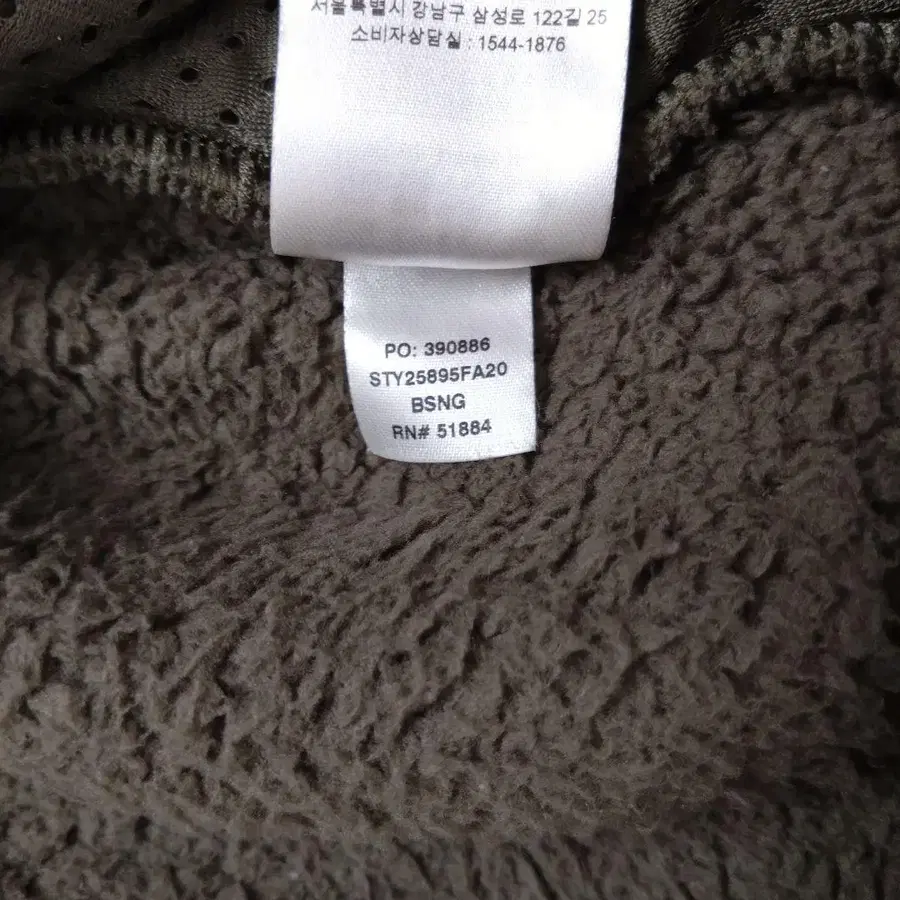 서울특별시 강남구 삼성로 122길 25
소비자상담실 : 1544-1876
PO: 390886
STY25895FA20
BSNG
RN# 51884